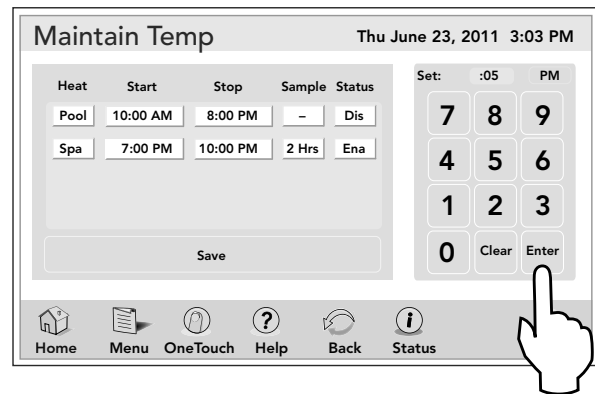 Maintain Temp Thu June 23, 2011 3:03 PM
Heat Start Stop Sample Status
Pool 10:00 AM 8:00 PM – Dis
Spa 7:00 PM 10:00 PM 2 Hrs Ena
Save
Set: :05 PM
7 8 9
4 5 6
1 2 3
0 Clear Enter
? i
Home Menu OneTouch Help Back Status